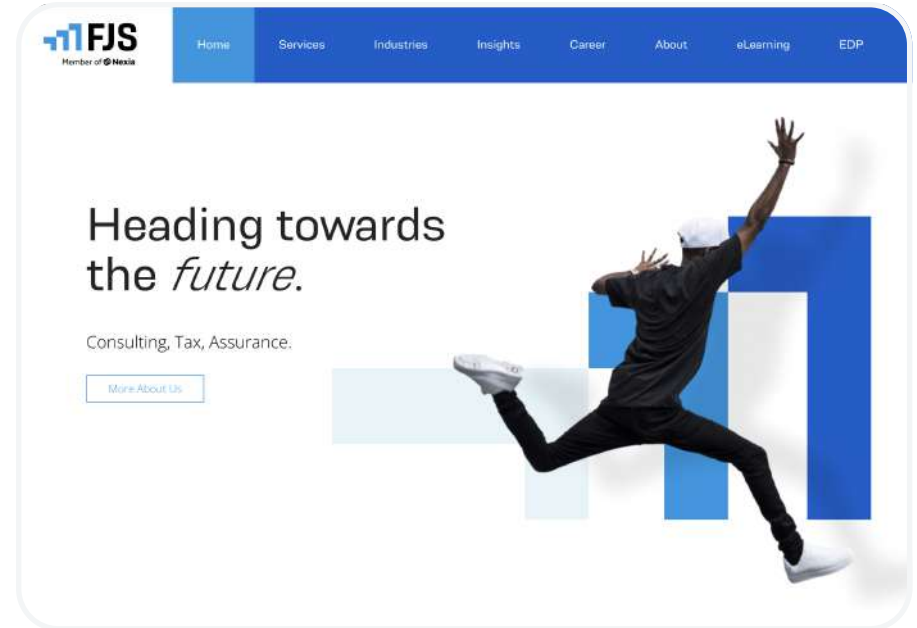 FJS
Member of Nexia
Home Services Industries Insights Career About eLearning EDP
Heading towards
the future.
Consulting, Tax, Assurance.
More About Us